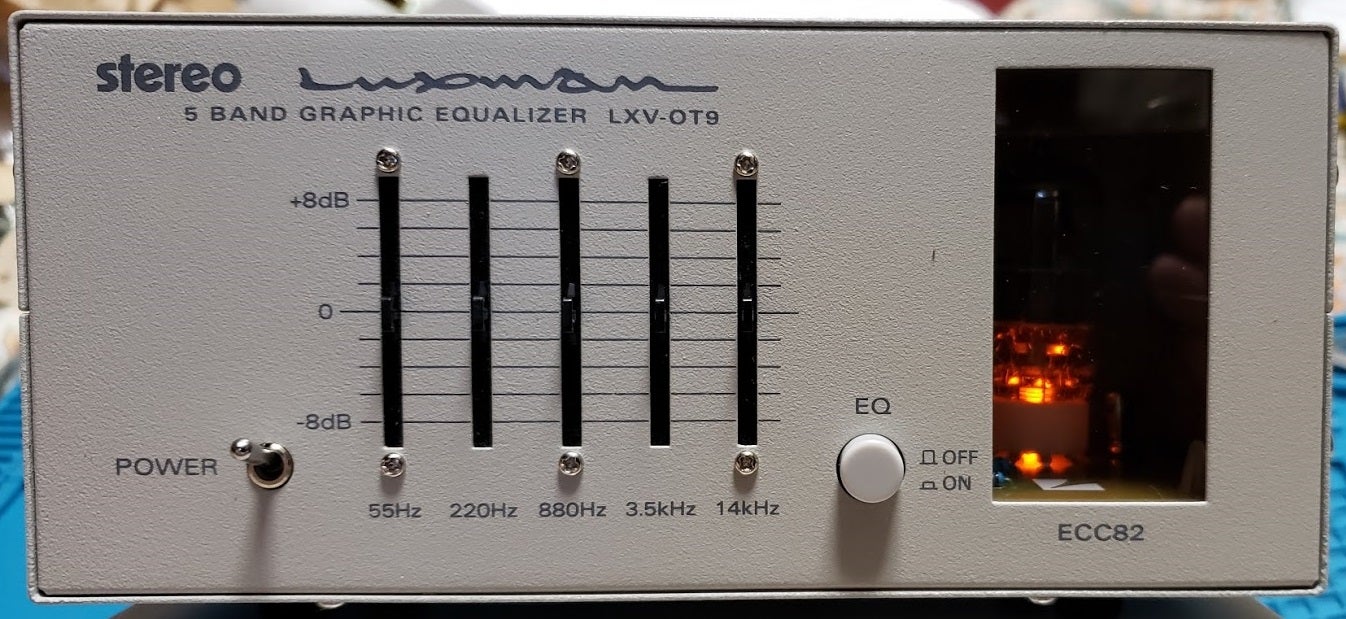 stereo Luxman
5 BAND GRAPHIC EQUALIZER LXV-OT9
+8dB
0
-8dB
POWER
55Hz 220Hz 880Hz 3.5kHz 14kHz
EQ
OFF
ON
ECC82